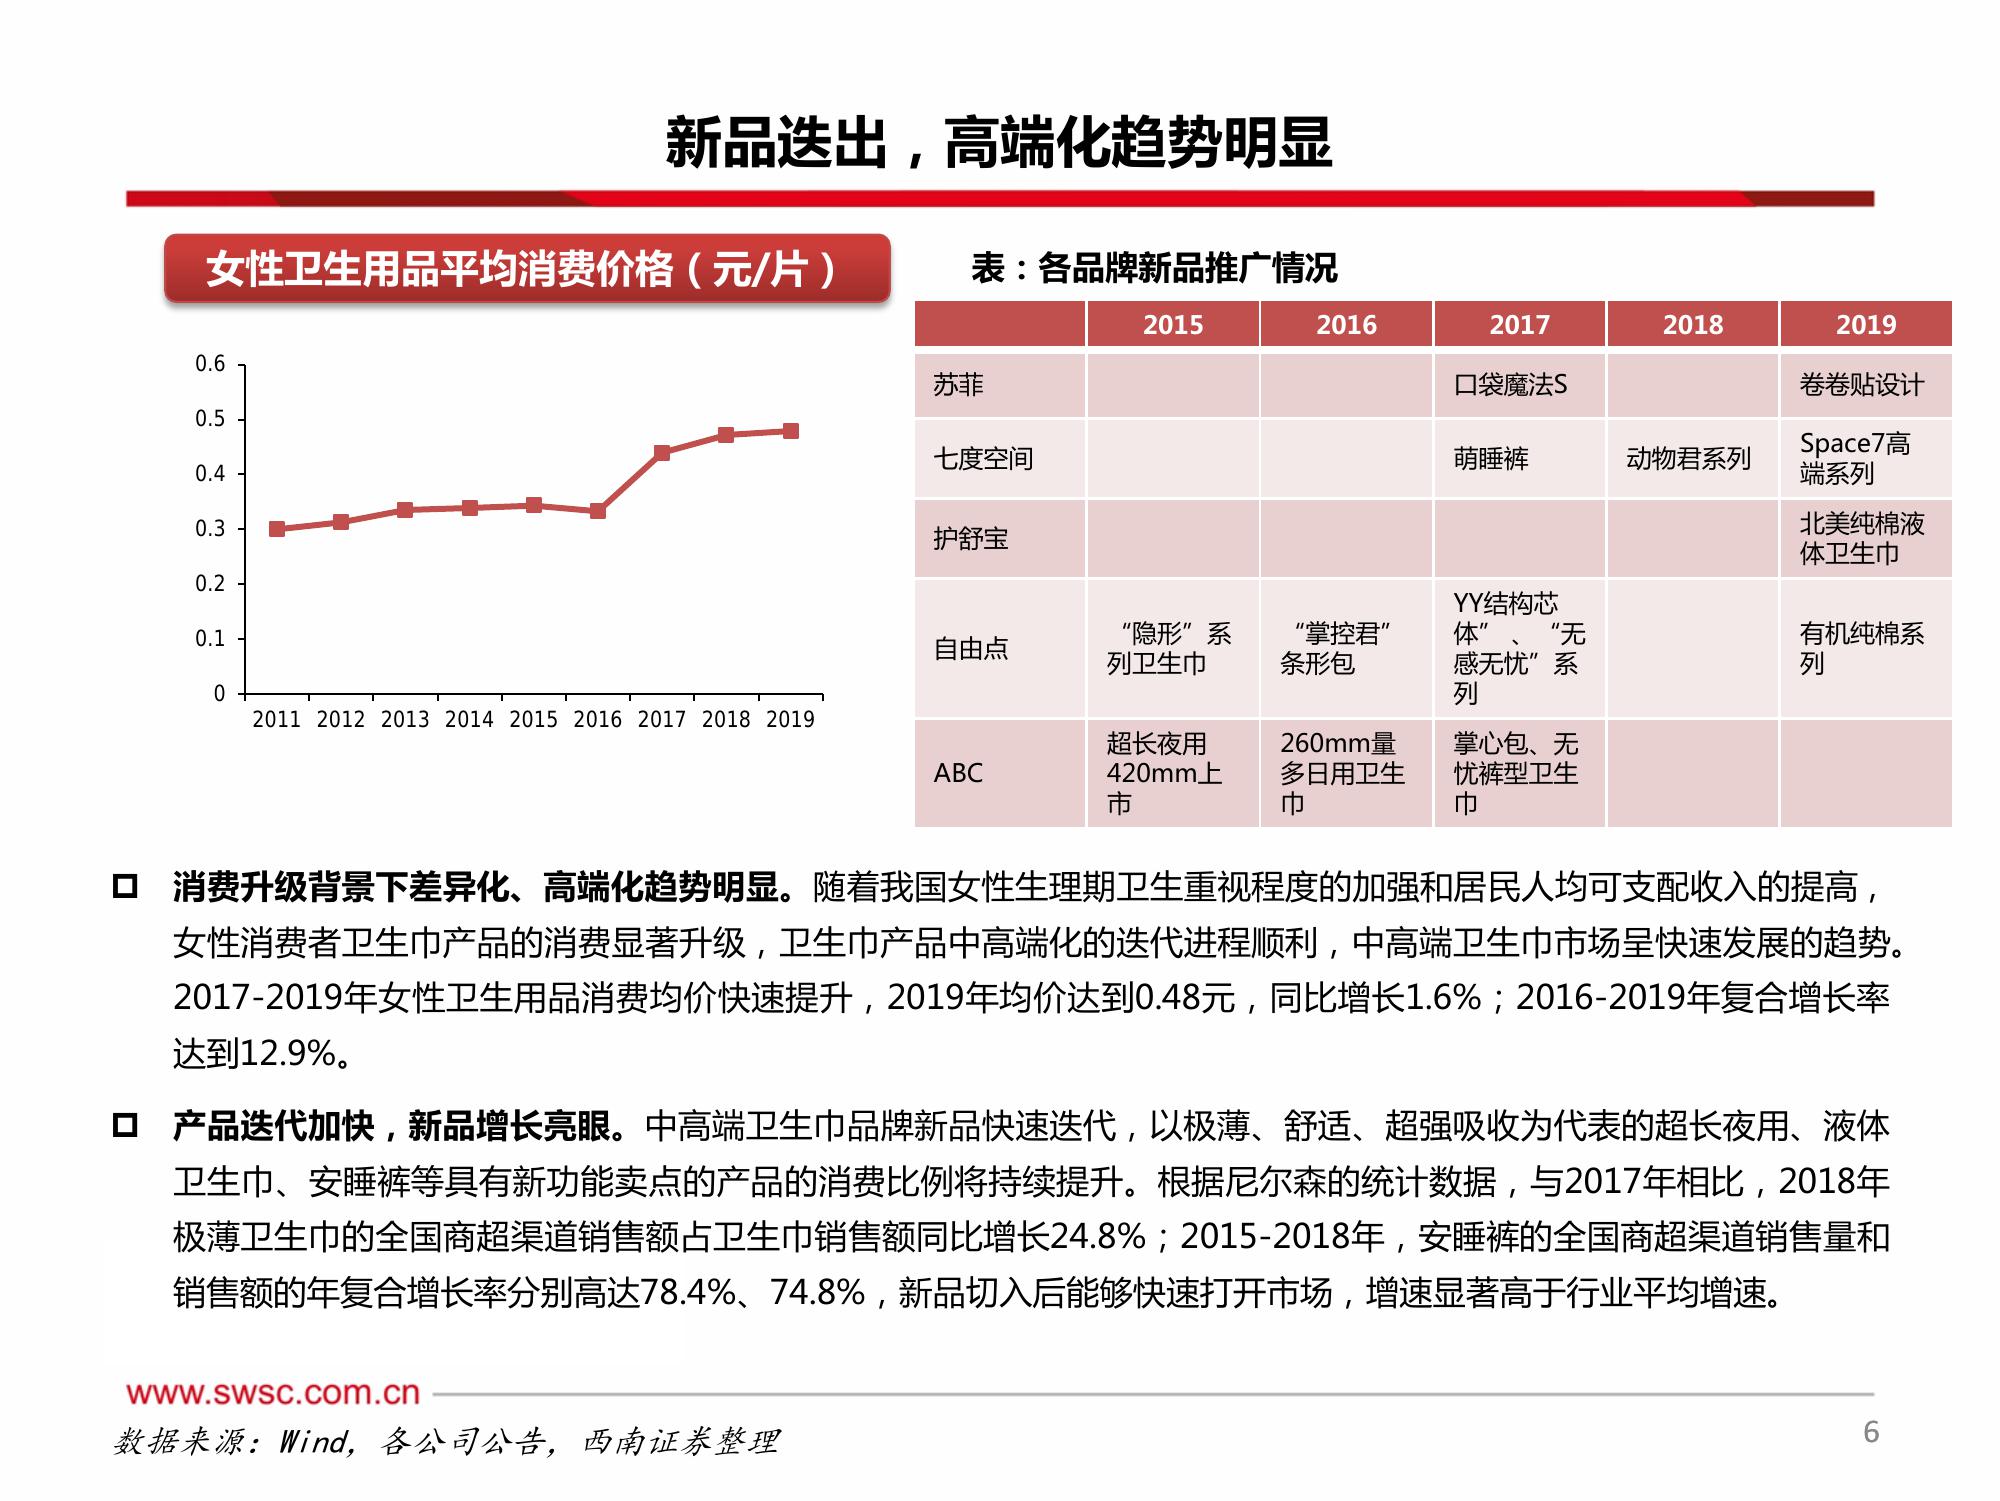 新品迭出，高端化趋势明显
女性卫生用品平均消费价格（元/片）
0.6
0.5
0.4
0.3
0.2
0.1
0
2011 2012 2013 2014 2015 2016 2017 2018 2019
表：各品牌新品推广情况
2015 2016 2017 2018 2019
苏菲 口袋魔法S 卷卷贴设计
七度空间 萌睡裤 动物君系列 Space7高
端系列
护舒宝 北美纯棉液
体卫生巾
自由点
“隐形”系
列卫生巾
“掌控君”
条形包
YY结构芯
体”、“无
感无忧”系
列
有机纯棉系
列
ABC
超长夜用
420mm上
市
260mm量
多日用卫生
巾
掌心包、无
忧裤型卫生
巾
消费升级背景下差异化、高端化趋势明显。随着我国女性生理期卫生重视程度的加强和居民人均可支配收入的提高，
女性消费者卫生巾产品的消费显著升级，卫生巾产品中高端化的迭代进程顺利，中高端卫生巾市场呈快速发展的趋势。
2017-2019年女性卫生用品消费均价快速提升，2019年均价达到0.48元，同比增长1.6%；2016-2019年复合增长率
达到12.9%。
产品迭代加快，新品增长亮眼。中高端卫生巾品牌新品快速迭代，以极薄、舒适、超强吸收为代表的超长夜用、液体
卫生巾、安睡裤等具有新功能卖点的产品的消费比例将持续提升。根据尼尔森的统计数据，与2017年相比，2018年
极薄卫生巾的全国商超渠道销售额占卫生巾销售额同比增长24.8%；2015-2018年，安睡裤的全国商超渠道销售量和
销售额的年复合增长率分别高达78.4%、74.8%，新品切入后能够快速打开市场，增速显著高于行业平均增速。
www.swsc.com.cn
数据来源：Wind，各公司公告，西南证券整理
6